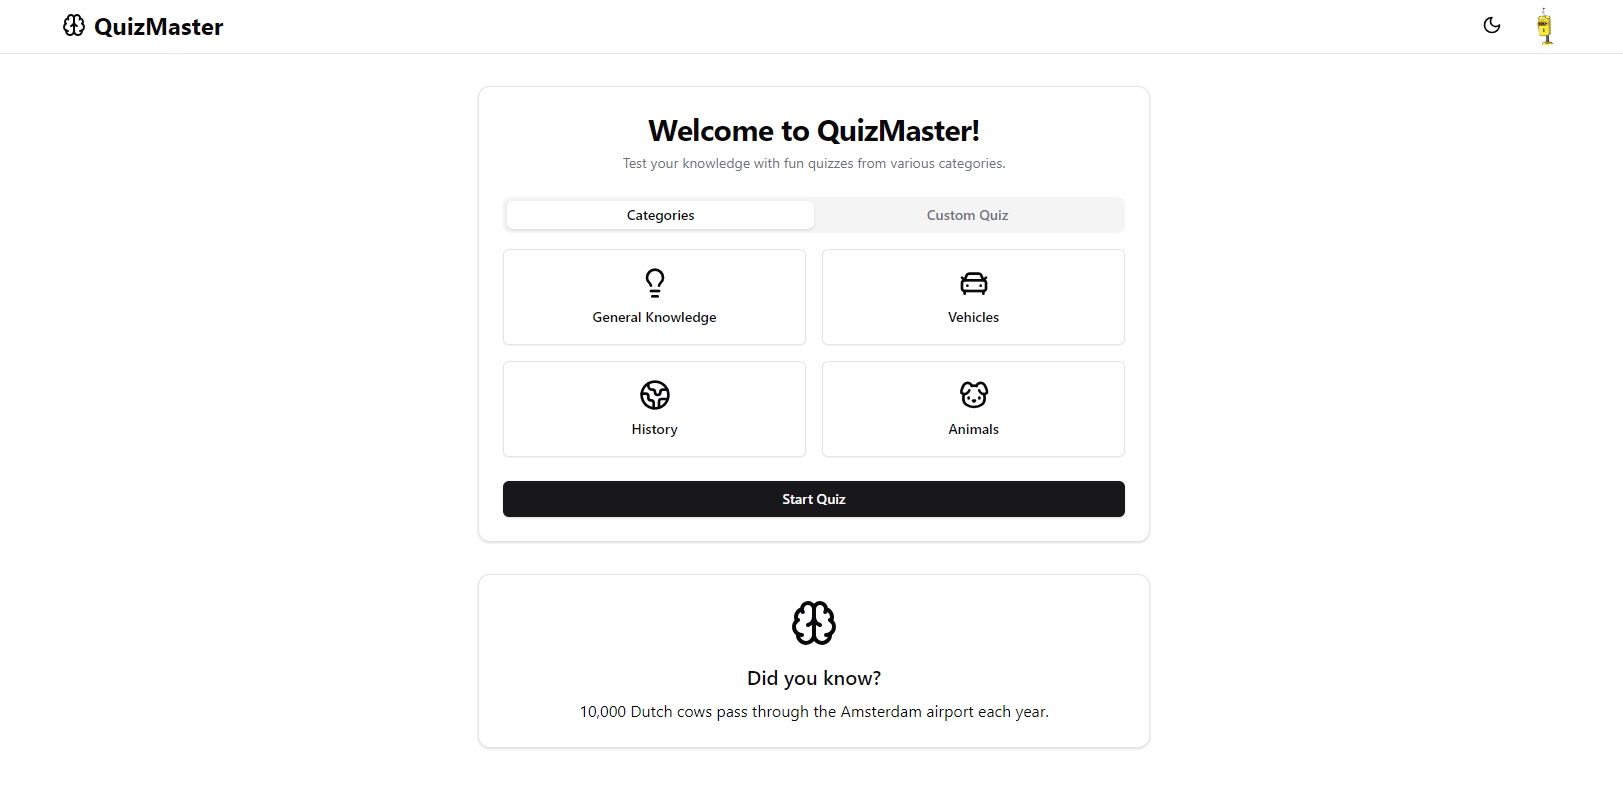 QuizMaster
Welcome to QuizMaster!
Test your knowledge with fun quizzes from various categories.
Categories
Custom Quiz
General Knowledge
Vehicles
History
Animals
Start Quiz
Did you know?
10,000 Dutch cows pass through the Amsterdam airport each year.